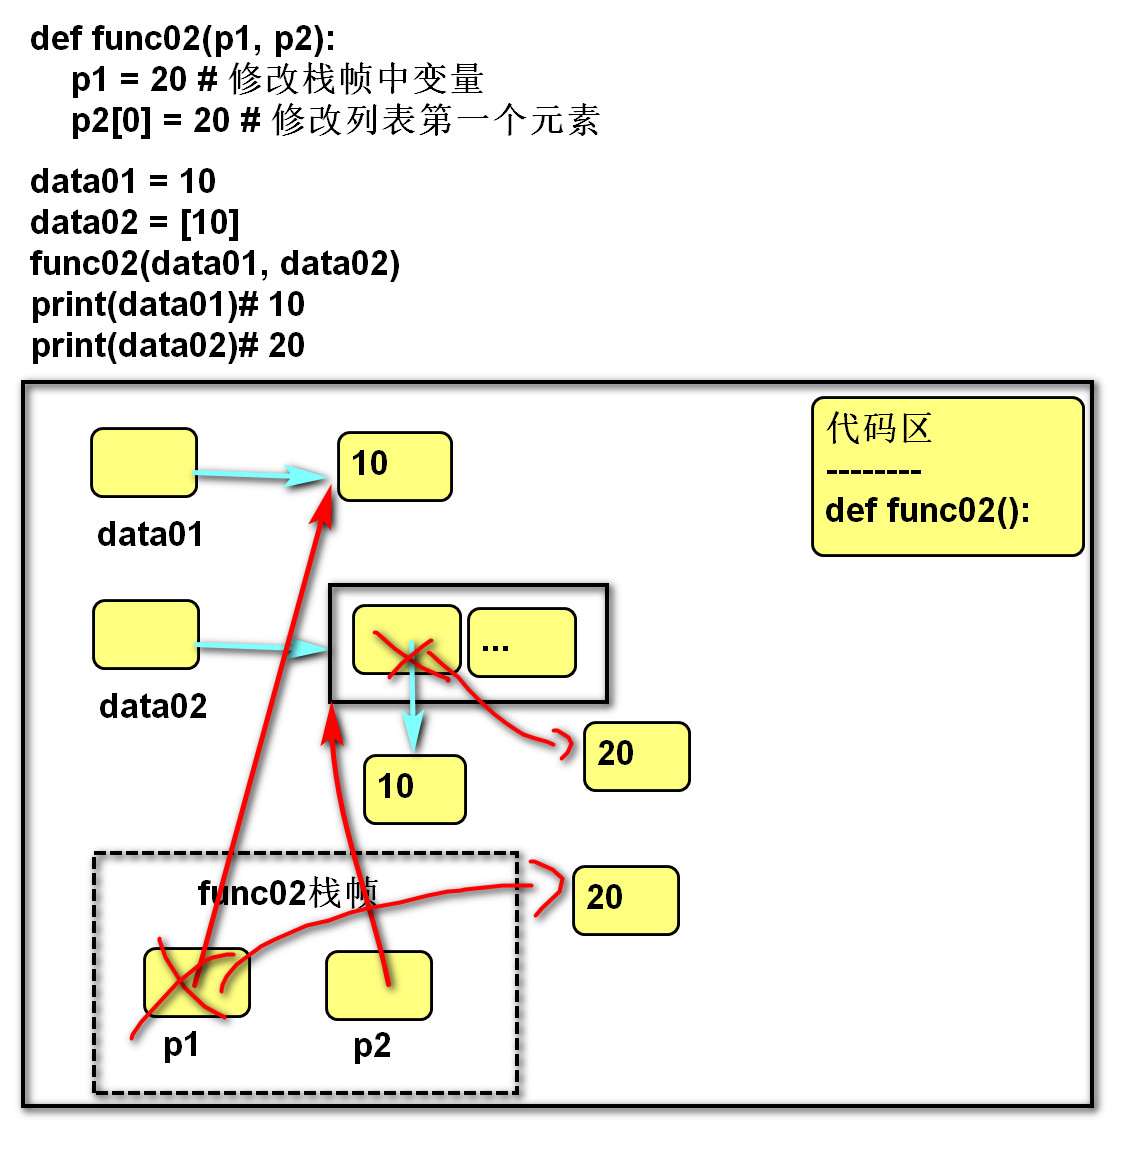 def func02(p1, p2):
p1 = 20 # 修改栈帧中变量
p2[0] = 20 # 修改列表第一个元素
data01 = 10
data02 = [10]
func02(data01, data02)
print(data01)# 10
print(data02)# 20
代码区
--------
def func02():
10
data01
...
data02
20
10
func02栈帧
20
p1
p2